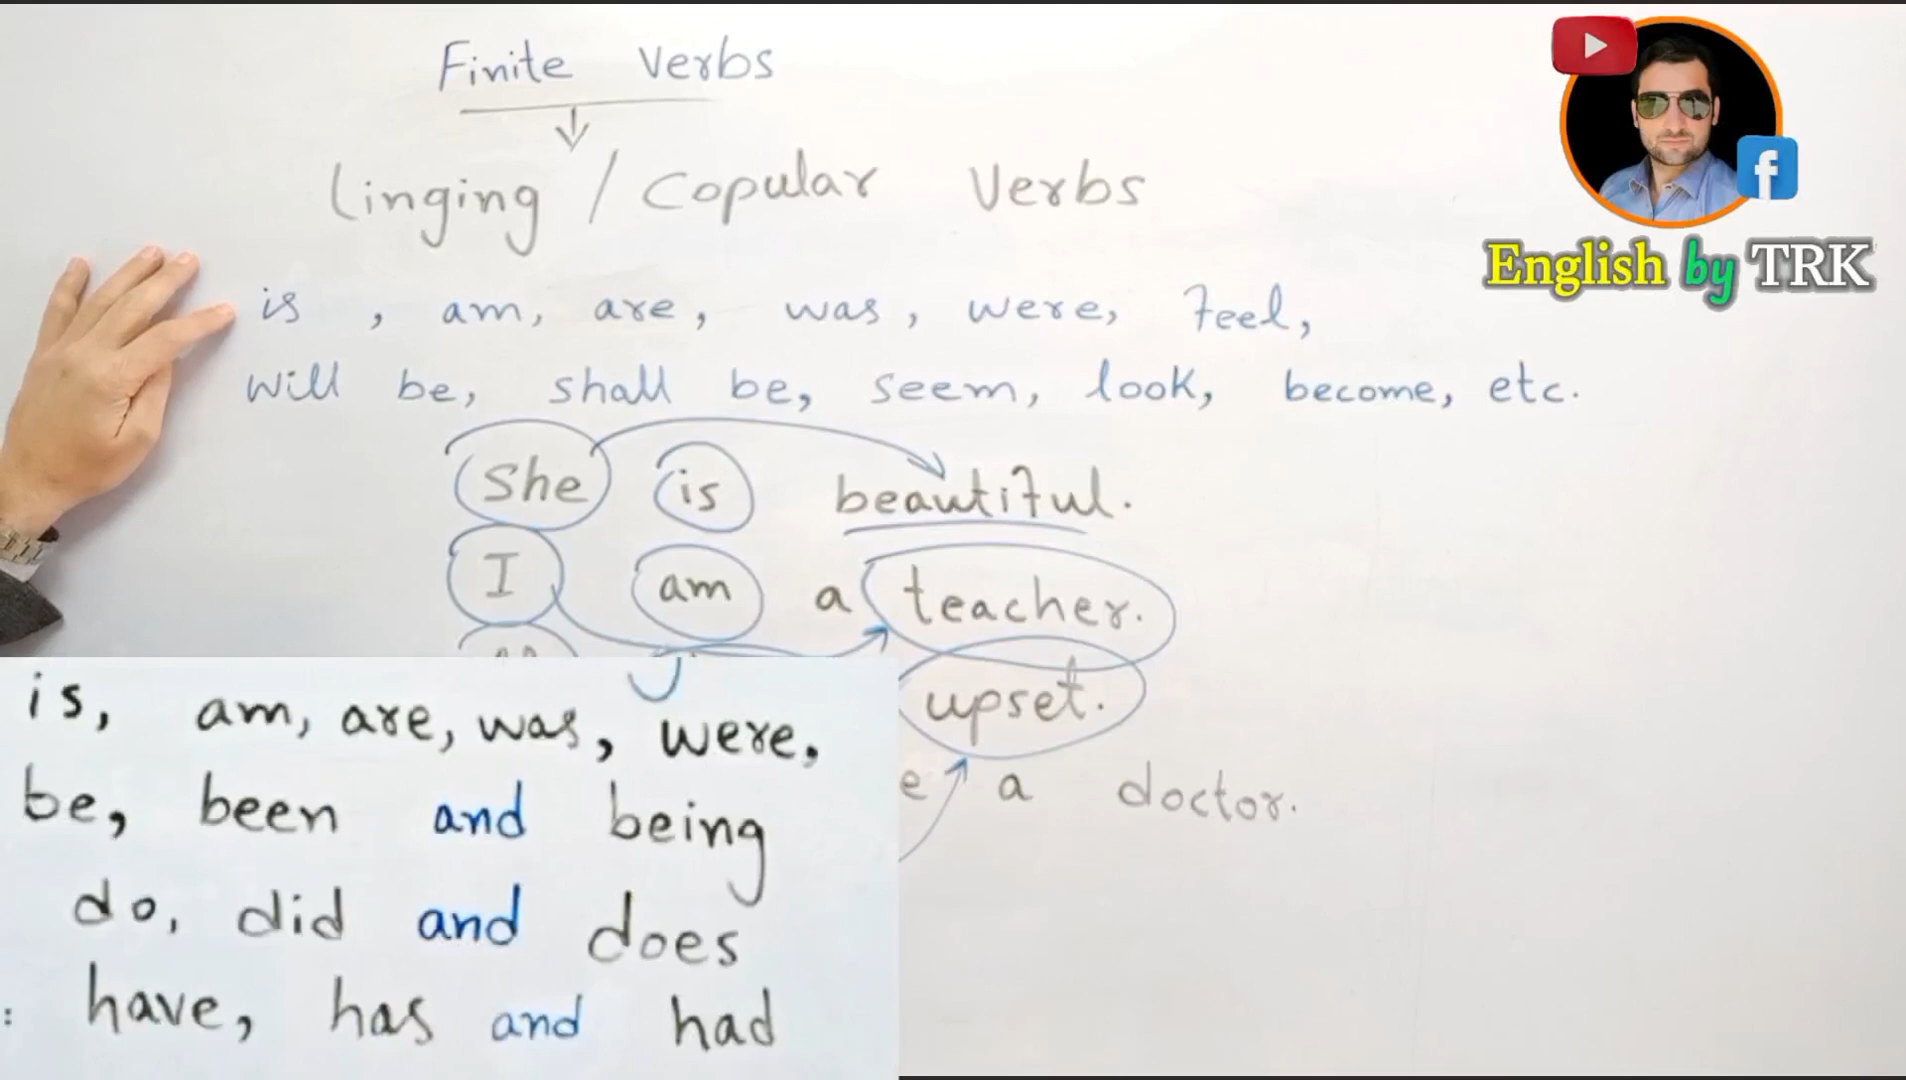 Finite Verbs
Linging / Copular Verbs
is , am, are, was, were, Feel,
will be, shall be, seem, look, become, etc.
She is beautiful.
I am a teacher.
upset.
e a doctor.
is, am, are, was, were,
be, been and being
do, did and does
: have, has and had
English by TRK